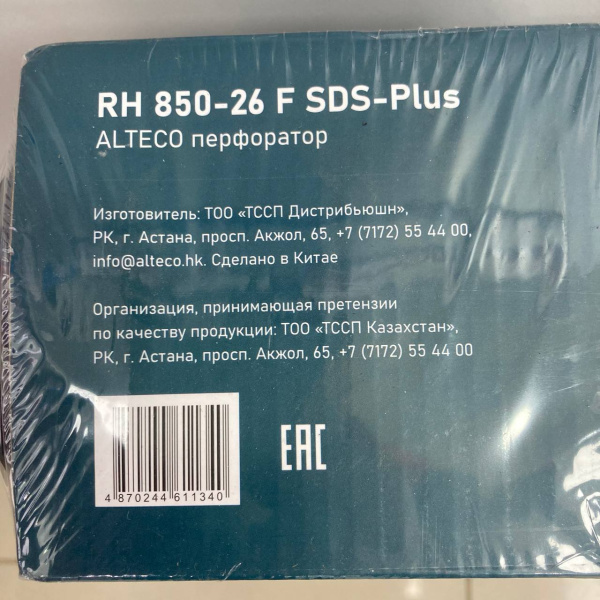 RH 850-26 F SDS-Plus
ALTECO перфоратор
Изготовитель: ТОО «ТССП Дистрибьюшн»,
РК, г. Астана, просп. Акжол, 65, +7 (7172) 55 44 00,
info@alteco.hk. Сделано в Китае
Организация, принимающая претензии
по качеству продукции: ТОО «ТССП Казахстан»,
РК, г. Астана, просп. Акжол, 65, +7 (7172) 55 44 00
EAC
4 870244 611340